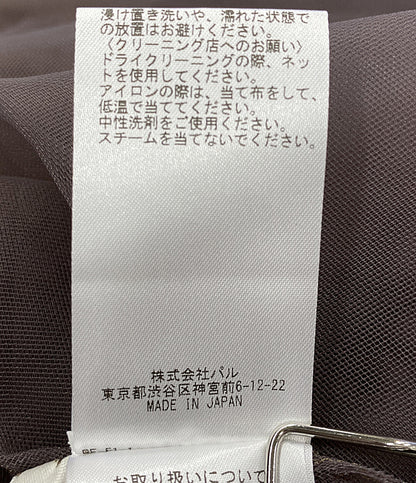 浸け置き洗いや、濡れた状態で
の放置はお避けください。
〈クリーニング店へのお願い〉
ドライクリーニングの際、ネッ
トを使用してください。
アイロンの際は、当て布をして、
低温で当ててください。
中性洗剤をご使用ください。
スチームを当てないでください。
株式会社パル
東京都渋谷区神宮前6-12-22
MADE IN JAPAN
お取り扱いについて